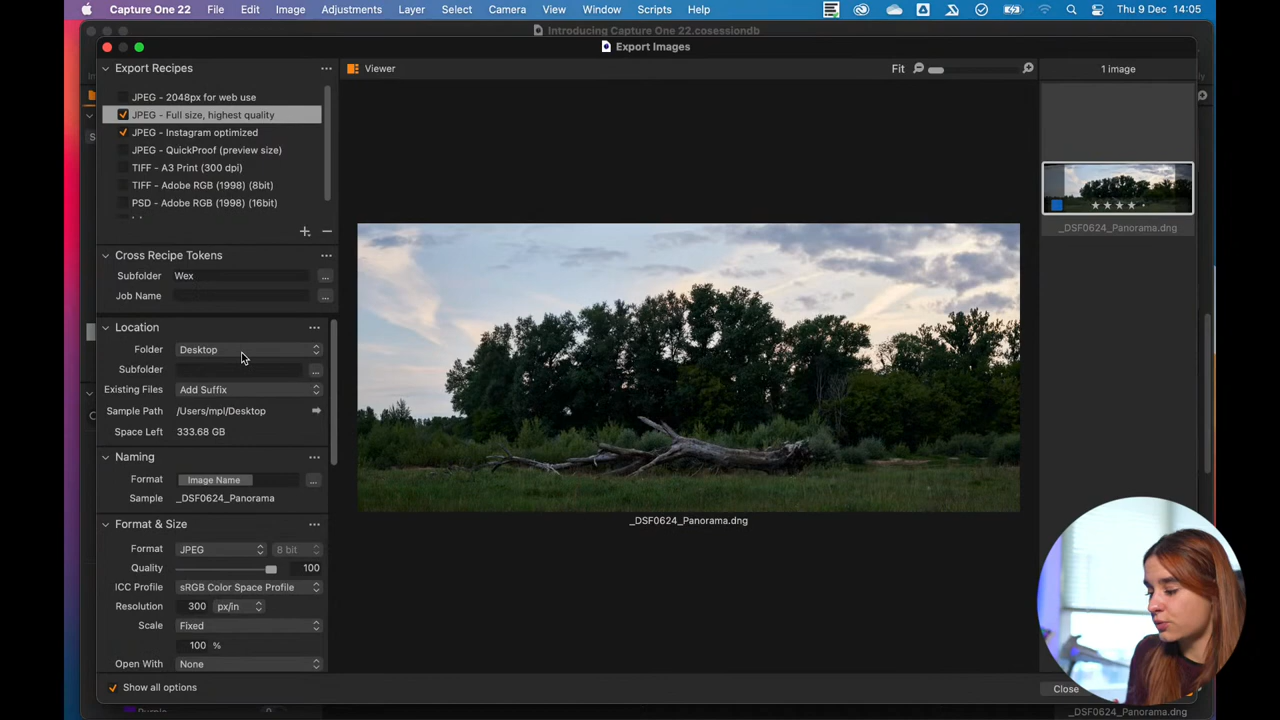 Capture One 22 File Edit Image Adjustments Layer Select Camera View Window Scripts Help Thu 9 Dec 14:05
Introducing Capture One 22.cosessiondb
Export Images
Export Recipes
Viewer
Fit
1 image
JPEG - 2048px for web use
JPEG - Full size, highest quality
JPEG - Instagram optimized
JPEG - QuickProof (preview size)
TIFF - A3 Print (300 dpi)
TIFF - Adobe RGB (1998) (8bit)
PSD - Adobe RGB (1998) (16bit)
_DSF0624_Panorama.dng
Cross Recipe Tokens
Subfolder Wex ...
Job Name ...
Location
Folder Desktop
Subfolder ...
Existing Files Add Suffix
Sample Path /Users/mpl/Desktop
Space Left 333.68 GB
Naming
Format Image Name ...
Sample _DSF0624_Panorama
_DSF0624_Panorama.dng
Format & Size
Format JPEG 8 bit
Quality 100
ICC Profile sRGB Color Space Profile
Resolution 300 px/in
Scale Fixed
100 %
Open With None
Show all options
Close
Purple
_DSF0624_Panorama.dng